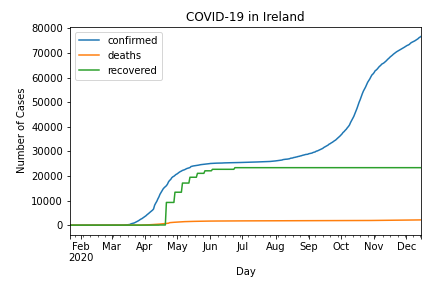 COVID-19 in Ireland
confirmed
deaths
recovered
Number of Cases
80000
70000
60000
50000
40000
30000
20000
10000
0
Feb Mar Apr May Jun Jul Aug Sep Oct Nov Dec
2020
Day